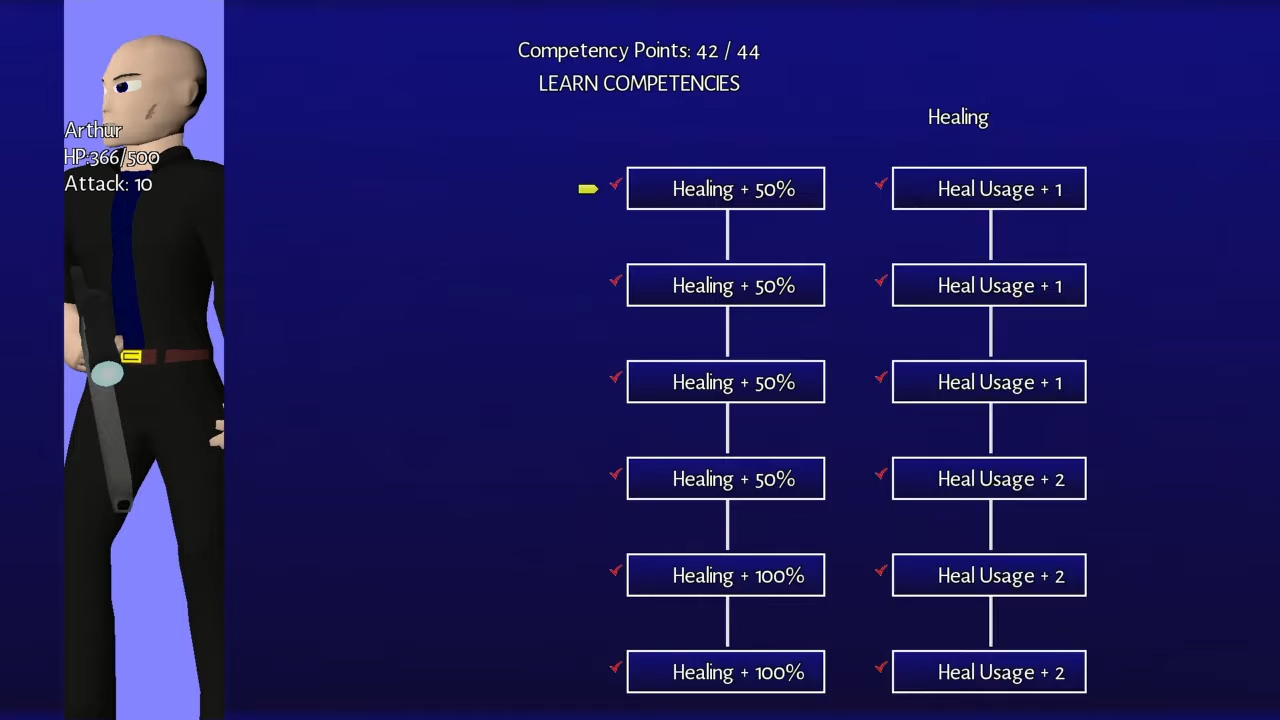 Competency Points: 42 / 44
LEARN COMPETENCIES
Healing
Arthur
HP:366/500
Attack: 10
Healing + 50%
Heal Usage + 1
Healing + 50%
Heal Usage + 1
Healing + 50%
Heal Usage + 1
Healing + 50%
Heal Usage + 2
Healing + 100%
Heal Usage + 2
Healing + 100%
Heal Usage + 2